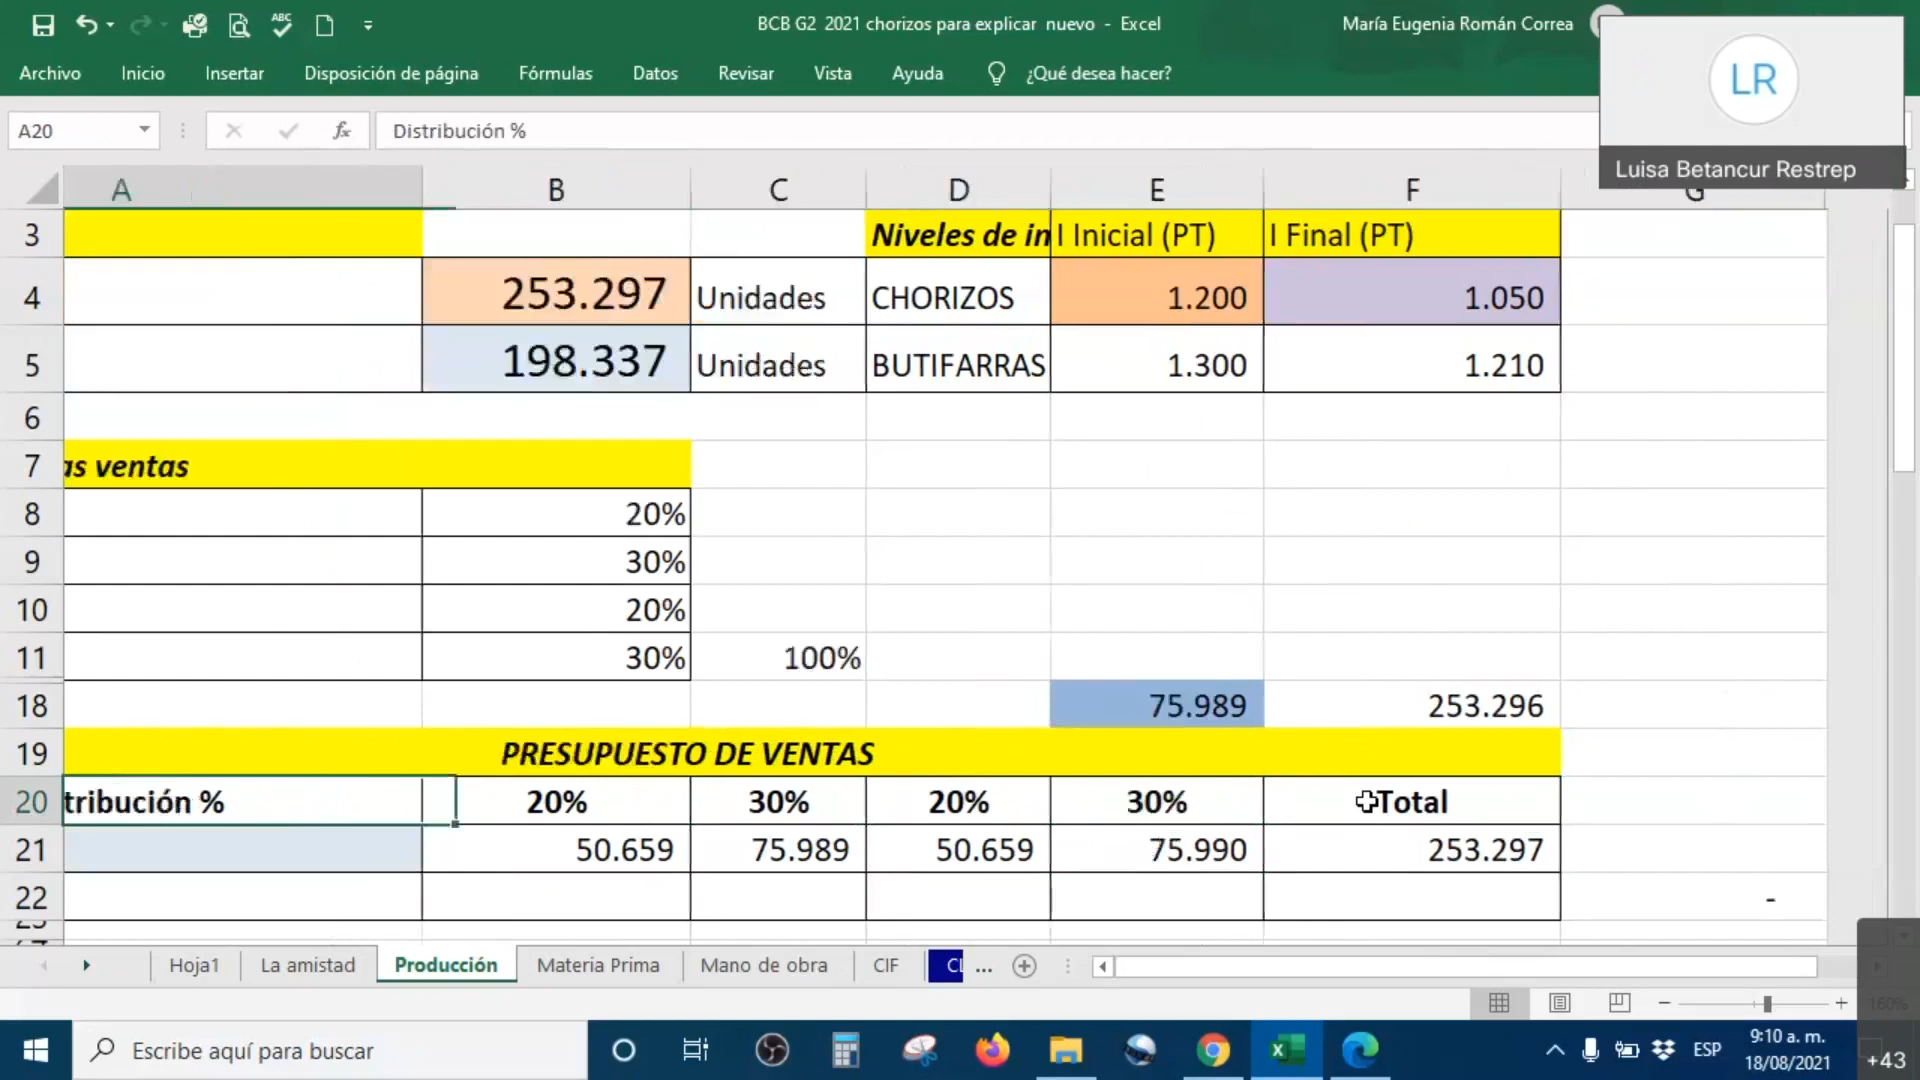 BCB G2 2021 chorizos para explicar nuevo - Excel
María Eugenia Román Correa
Archivo Inicio Insertar Disposición de página Fórmulas Datos Revisar Vista Ayuda ¿Qué desea hacer?
LR
Luisa Betancur Restrep
A20 fx Distribución %
A B C D E F G
3 Niveles de in I Inicial (PT) I Final (PT)
4 253.297 Unidades CHORIZOS 1.200 1.050
5 198.337 Unidades BUTIFARRAS 1.300 1.210
6
7 as ventas
8 20%
9 30%
10 20%
11 30% 100%
18 75.989 253.296
19 PRESUPUESTO DE VENTAS
20 tribución % 20% 30% 20% 30% Total
21 50.659 75.989 50.659 75.990 253.297
22 -
Hoja1 La amistad Producción Materia Prima Mano de obra CIF ...
Escribe aquí para buscar
ESP
9:10 a. m.
18/08/2021
+43